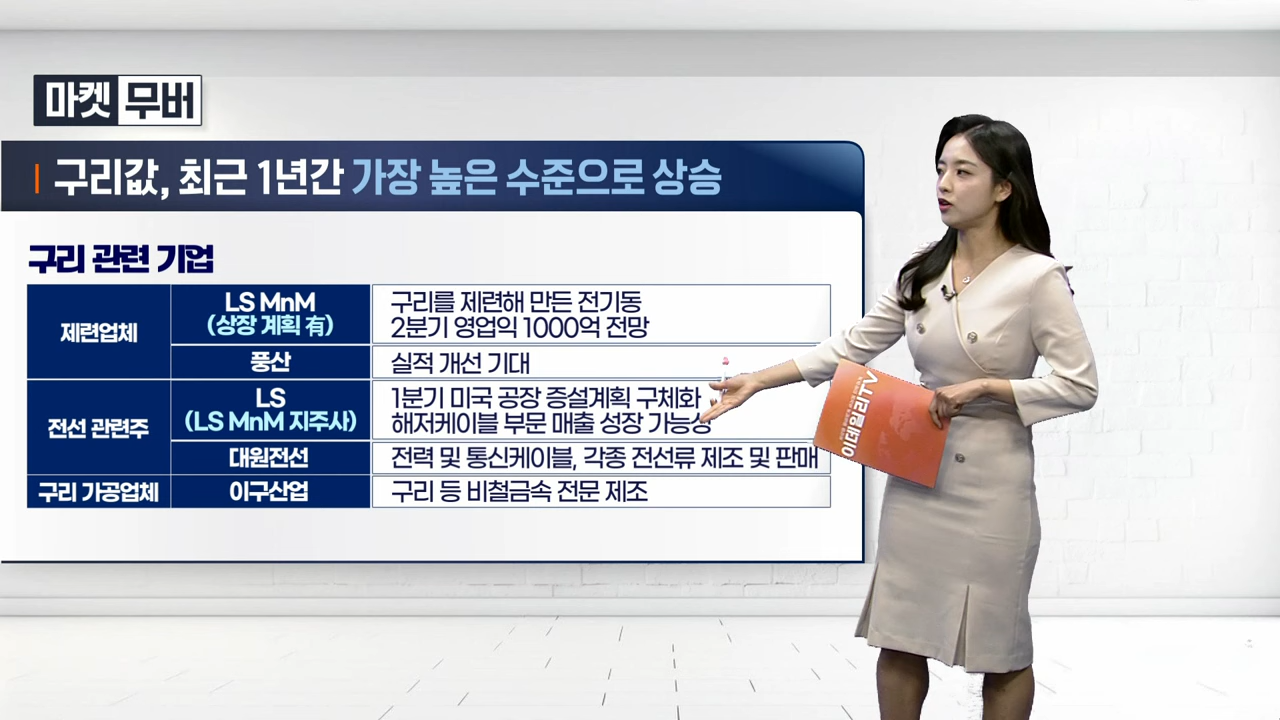 마켓 무버
구리값, 최근 1년간 가장 높은 수준으로 상승
구리 관련 기업
제련업체
LS MnM
(상장 계획 有)
구리를 제련해 만든 전기동
2분기 영업익 1000억 전망
풍산
실적 개선 기대
전선 관련주
LS
(LS MnM 지주사)
1분기 미국 공장 증설계획 구체화
해저케이블 부문 매출 성장 가능성
대원전선
전력 및 통신케이블, 각종 전선류 제조 및 판매
구리 가공업체
이구산업
구리 등 비철금속 전문 제조
이데일리TV